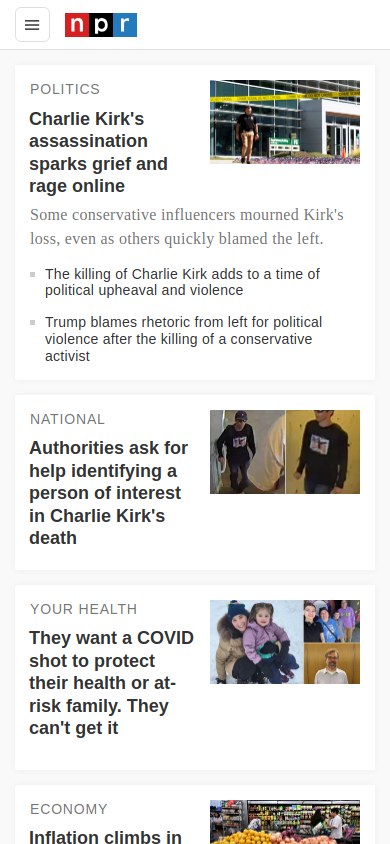 npr
POLITICS
Charlie Kirk's
assassination
sparks grief and
rage online
Some conservative influencers mourned Kirk's
loss, even as others quickly blamed the left.
The killing of Charlie Kirk adds to a time of
political upheaval and violence
Trump blames rhetoric from left for political
violence after the killing of a conservative
activist
NATIONAL
Authorities ask for
help identifying a
person of interest
in Charlie Kirk's
death
YOUR HEALTH
They want a COVID
shot to protect
their health or at-
risk family. They
can't get it
ECONOMY
Inflation climbs in